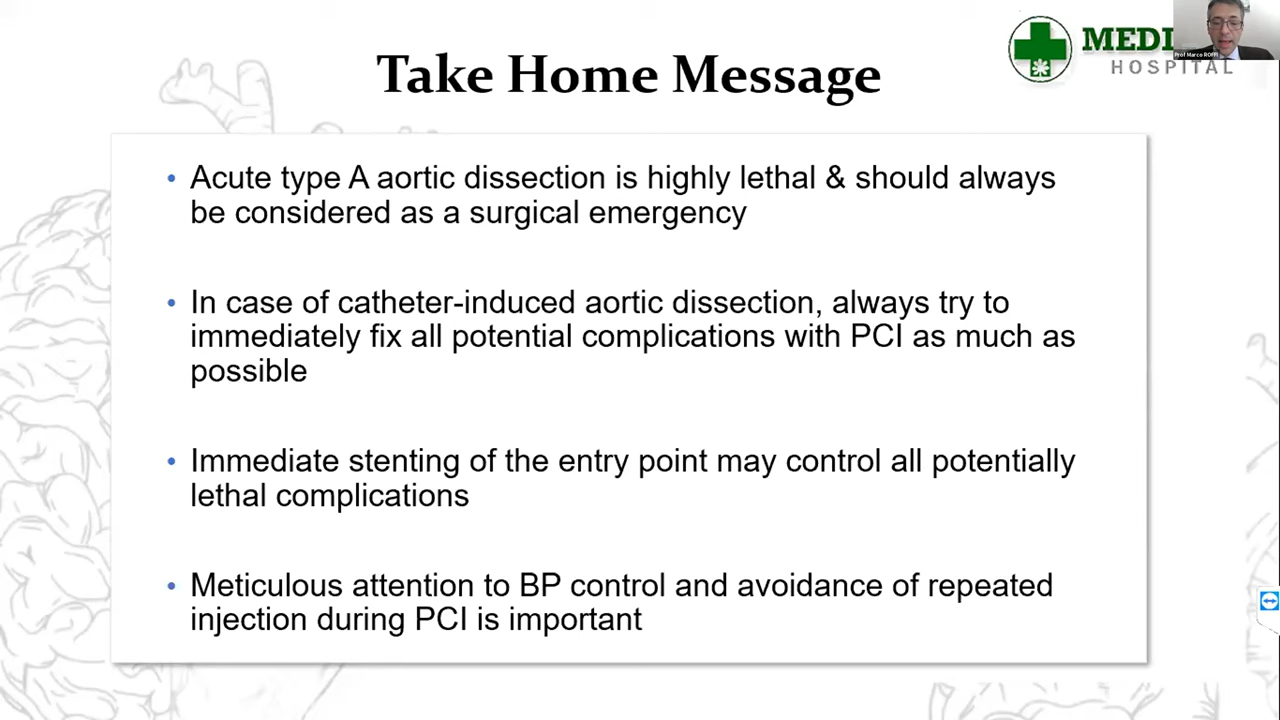 Take Home Message
MEDI
HOSPITAL
Prof Marco ROFFI
• Acute type A aortic dissection is highly lethal & should always
be considered as a surgical emergency
• In case of catheter-induced aortic dissection, always try to
immediately fix all potential complications with PCI as much as
possible
• Immediate stenting of the entry point may control all potentially
lethal complications
• Meticulous attention to BP control and avoidance of repeated
injection during PCI is important